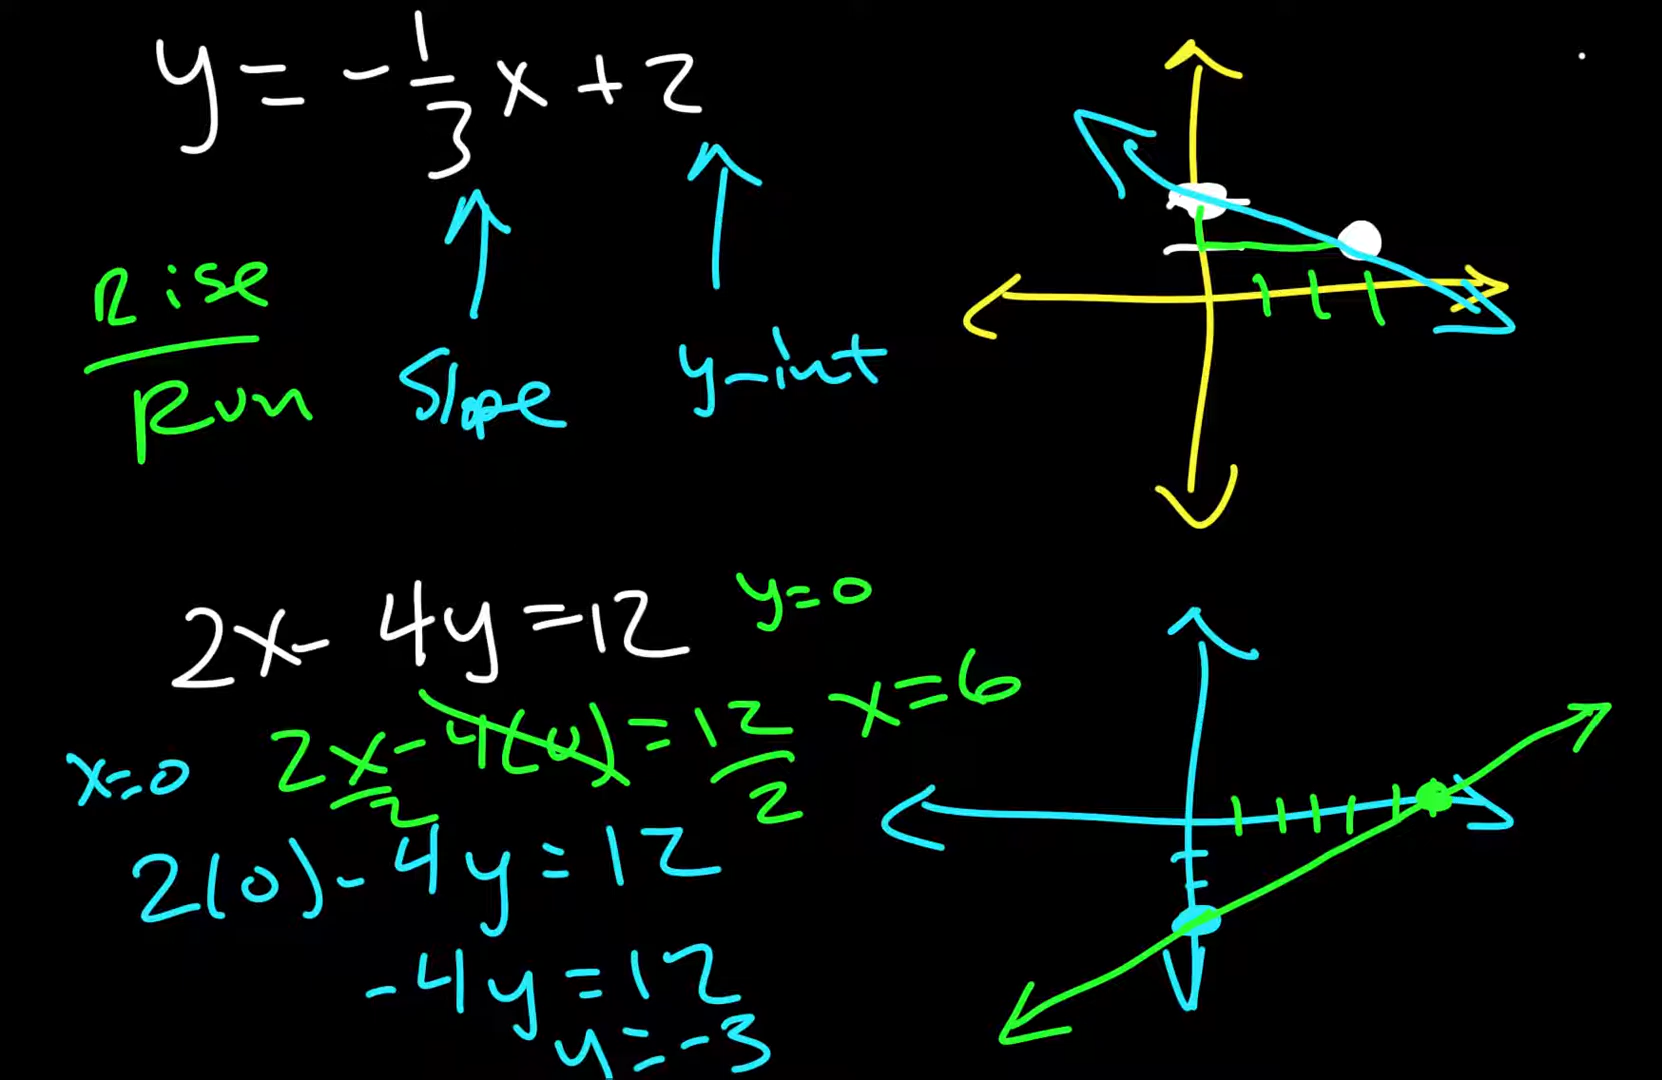 y = -1/3 x + 2
Rise
Run
Slope
y-int
2x - 4y = 12
y = 0
2x - 4(0) = 12
2 2
x = 6
x = 0
2(0) - 4y = 12
-4y = 12
y = -3